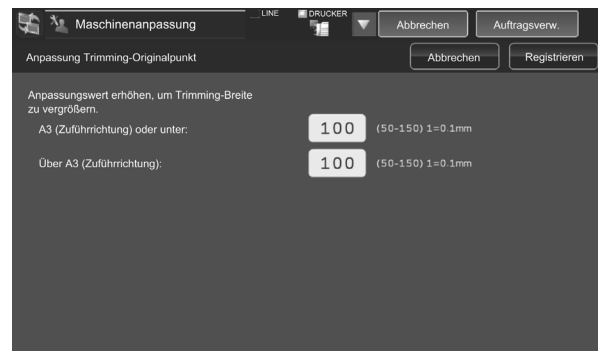 Maschinenanpassung
LINE
DRUCKER
Abbrechen
Auftragsverw.
Anpassung Trimming-Originalpunkt
Abbrechen
Registrieren
Anpassungswert erhöhen, um Trimming-Breite
zu vergrößern.
A3 (Zuführrichtung) oder unter:
100
(50-150) 1=0.1mm
Über A3 (Zuführrichtung):
100
(50-150) 1=0.1mm